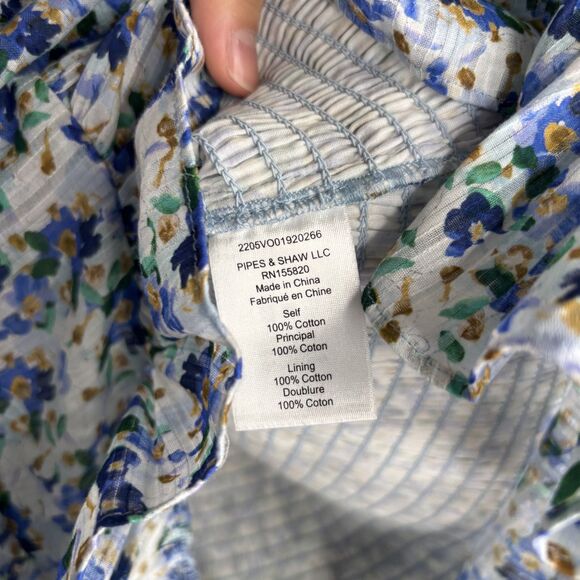 2205VO01920266
PIPES & SHAW LLC
RN155820
Made in China
Fabriqué en Chine
Self
100% Cotton
Principal
100% Coton
Lining
100% Cotton
Doublure
100% Coton